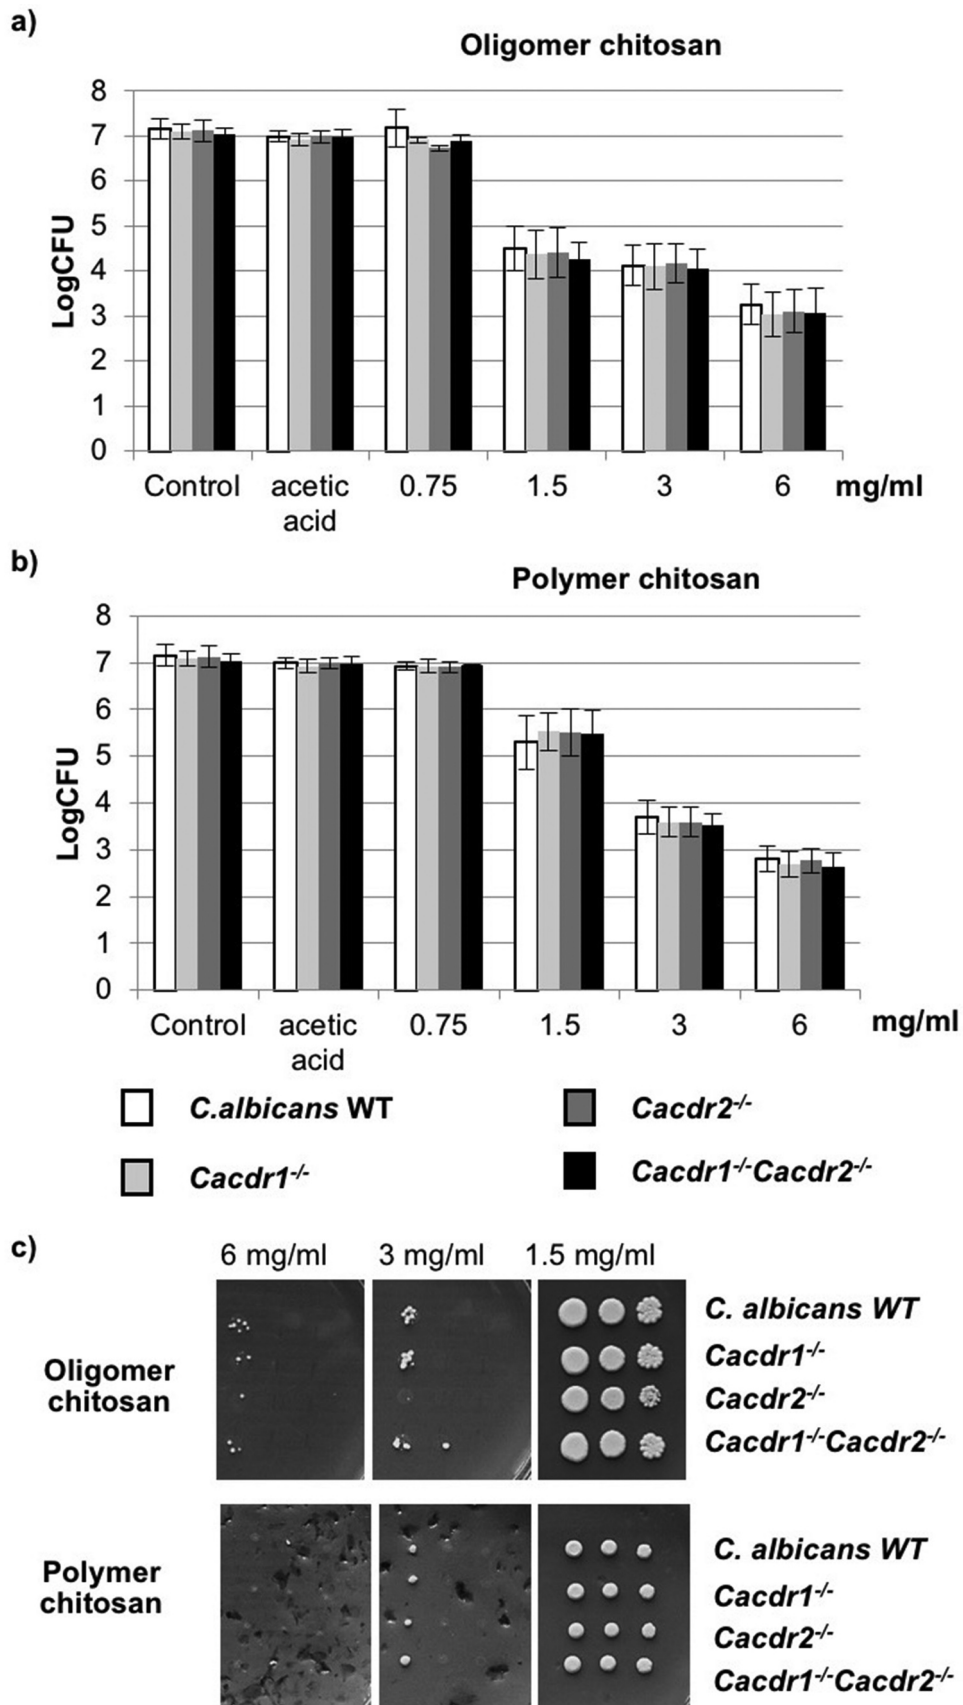 a)
Oligomer chitosan
8
7
6
5
4
3
2
1
0
LogCFU
Control acetic acid 0.75 1.5 3 6 mg/ml
b)
Polymer chitosan
8
7
6
5
4
3
2
1
0
LogCFU
Control acetic acid 0.75 1.5 3 6 mg/ml
C.albicans WT
Cacdr2-/-
Cacdr1-/-
Cacdr1-/-Cacdr2-/-
c)
6 mg/ml 3 mg/ml 1.5 mg/ml
Oligomer
chitosan
C. albicans WT
Cacdr1-/-
Cacdr2-/-
Cacdr1-/-Cacdr2-/-
Polymer
chitosan
C. albicans WT
Cacdr1-/-
Cacdr2-/-
Cacdr1-/-Cacdr2-/-